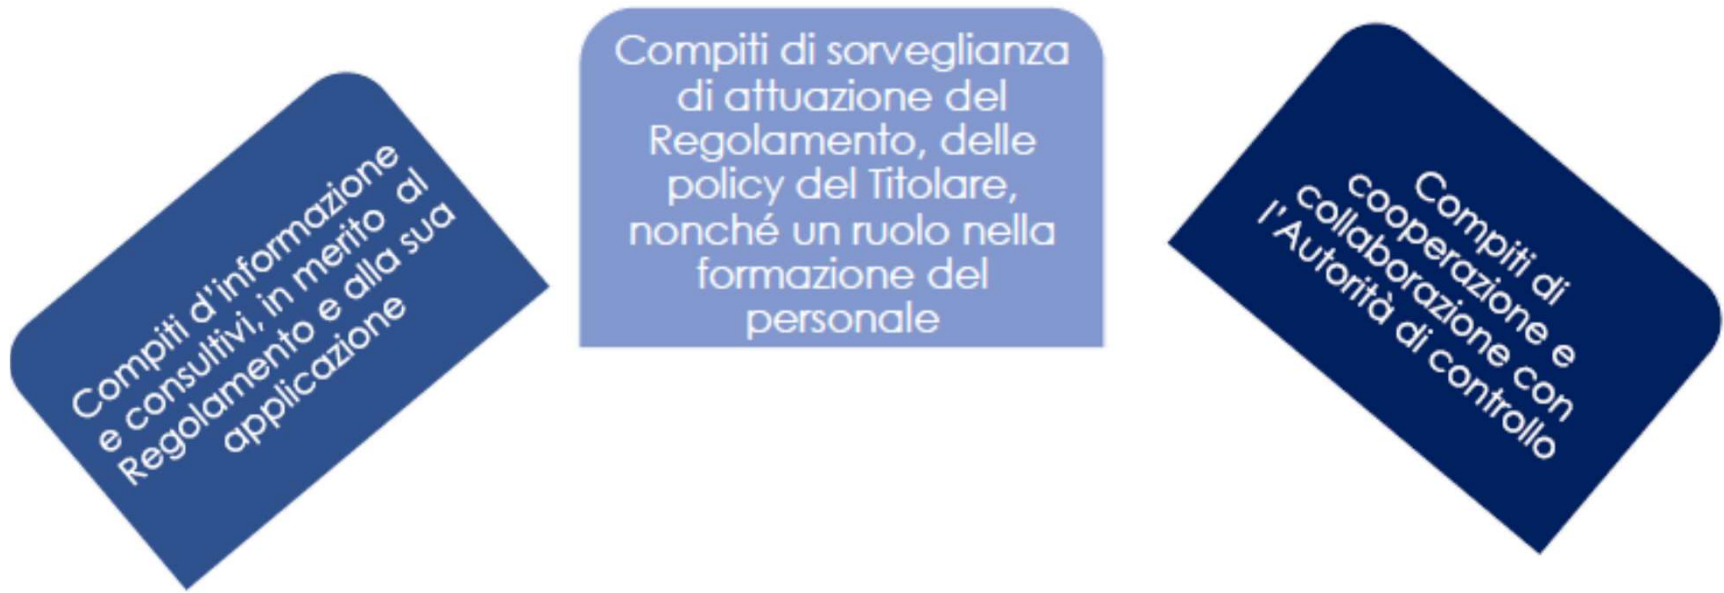 Compiti d'informazione
e consultivi, in merito al
Regolamento e alla sua
applicazione
Compiti di sorveglianza
di attuazione del
Regolamento, delle
policy del Titolare,
nonché un ruolo nella
formazione del
personale
Compiti di
cooperazione e
collaborazione con
l'Autorità di controllo